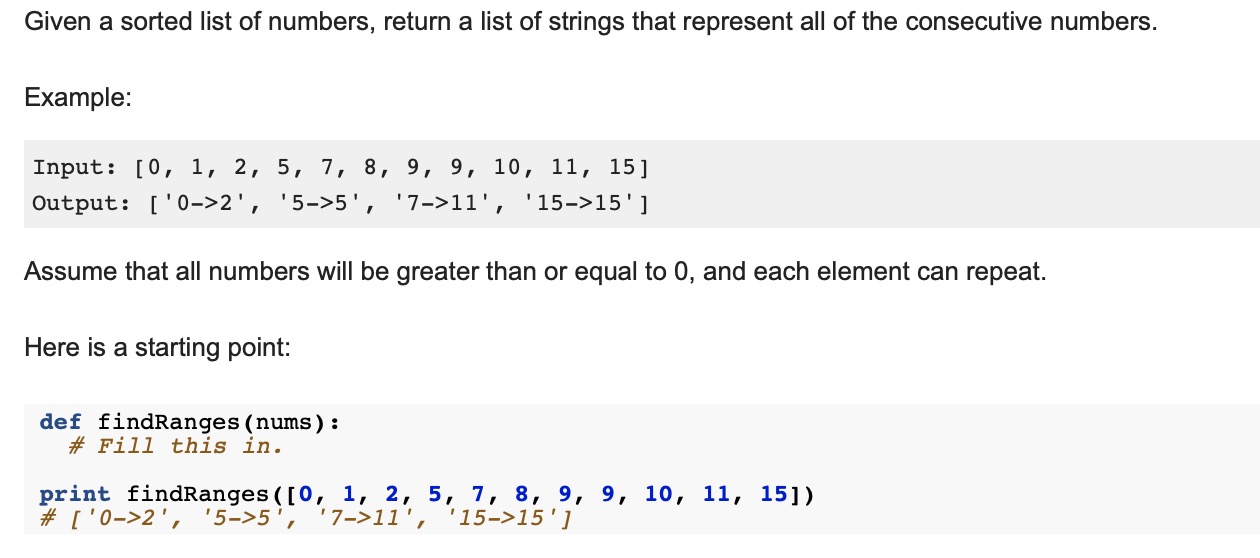 Given a sorted list of numbers, return a list of strings that represent all of the consecutive numbers.
Example:
Input: [0, 1, 2, 5, 7, 8, 9, 9, 10, 11, 15]
Output: ['0->2', '5->5', '7->11', '15->15']
Assume that all numbers will be greater than or equal to 0, and each element can repeat.
Here is a starting point:
def findRanges(nums):
  # Fill this in.
print findRanges([0, 1, 2, 5, 7, 8, 9, 9, 10, 11, 15])
# ['0->2', '5->5', '7->11', '15->15']